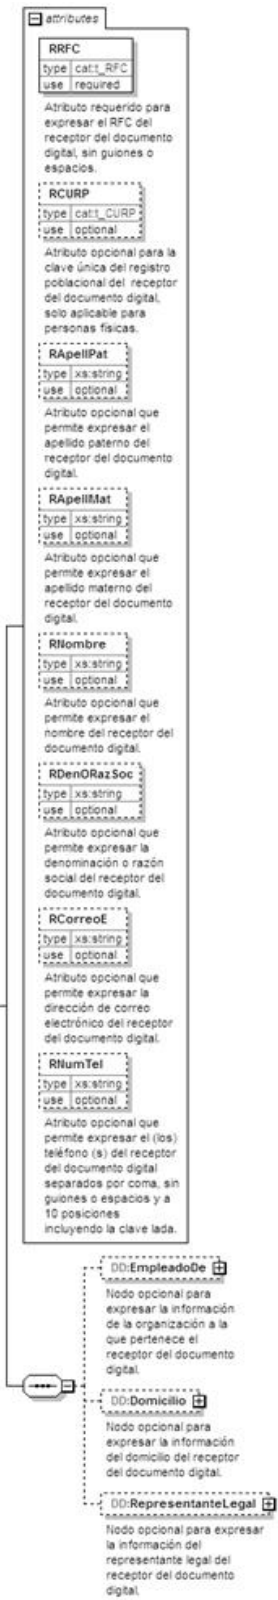 attributes
RRFC
type cat:t_RFC
use required
Atributo requerido para
expresar el RFC del
receptor del documento
digital, sin guiones o
espacios.
RCURP
type cat:t_CURP
use optional
Atributo opcional para la
clave única del registro
poblacional del receptor
del documento digital,
solo aplicable para
personas físicas.
RApellPat
type xs:string
use optional
Atributo opcional que
permite expresar el
apellido paterno del
receptor del documento
digital.
RApellMat
type xs:string
use optional
Atributo opcional que
permite expresar el
apellido materno del
receptor del documento
digital.
RNombre
type xs:string
use optional
Atributo opcional que
permite expresar el
nombre del receptor del
documento digital.
RDenORazSoc
type xs:string
use optional
Atributo opcional que
permite expresar la
denominación o razón
social del receptor del
documento digital.
RCorreoE
type xs:string
use optional
Atributo opcional que
permite expresar la
dirección de correo
electrónico del receptor
del documento digital.
RNumTel
type xs:string
use optional
Atributo opcional que
permite expresar el (los)
teléfono (s) del receptor
del documento digital
separados por coma, sin
guiones o espacios y a
10 posiciones
incluyendo la clave lada.
DD:EmpleadoDe
Nodo opcional para
expresar la información
de la organización a la
que pertenece el
receptor del documento
digital.
DD:Domicilio
Nodo opcional para
expresar la información
del domicilio del receptor
del documento digital.
DD:RepresentanteLegal
Nodo opcional para expresar
la información del
representante legal del
receptor del documento
digital.